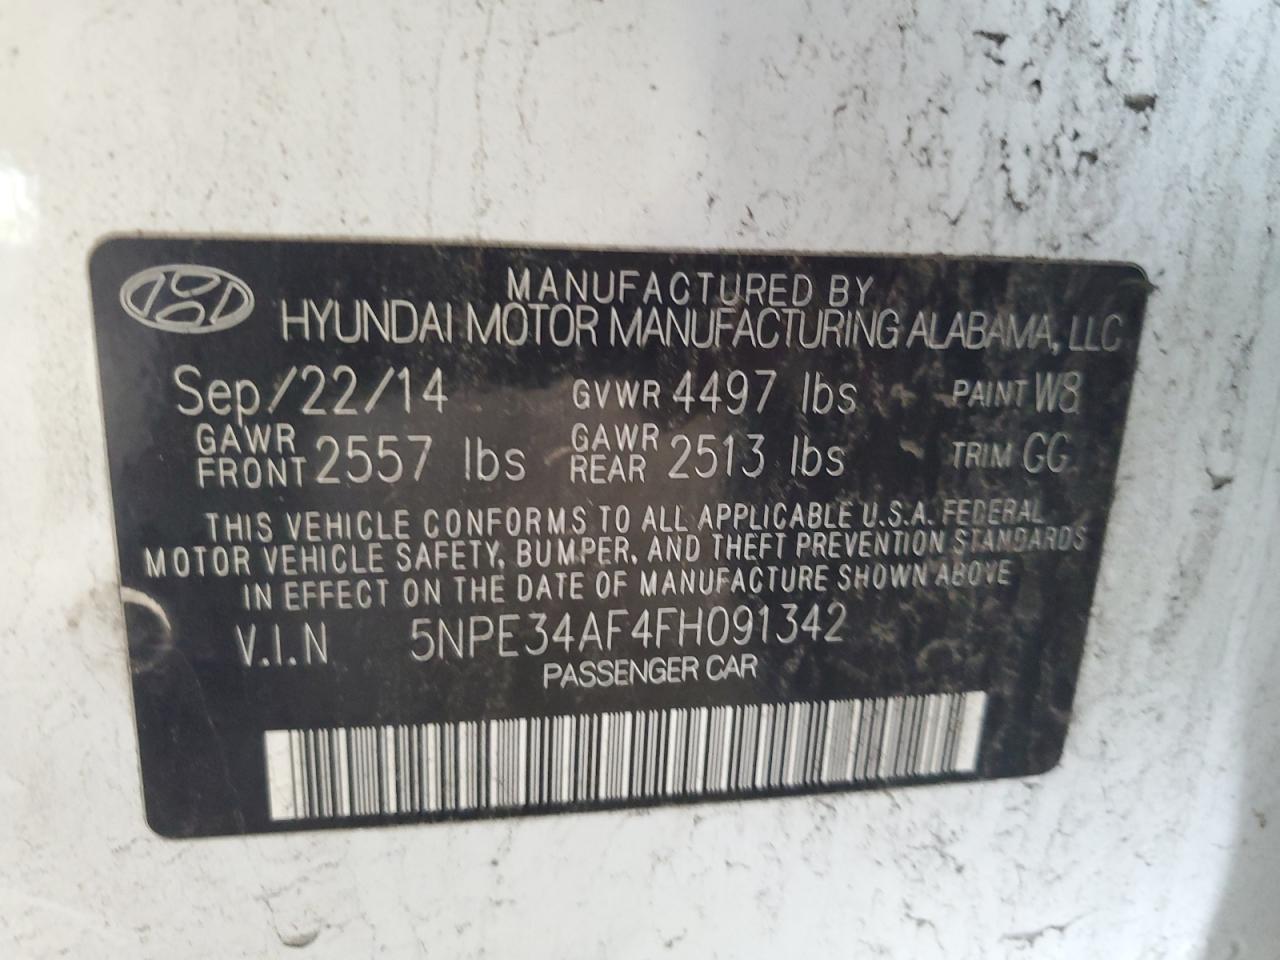 MANUFACTURED BY
HYUNDAI MOTOR MANUFACTURING ALABAMA, LLC
Sep/22/14 GVWR 4497 lbs PAINT W8
GAWR FRONT 2557 lbs GAWR REAR 2513 lbs TRIM GG
THIS VEHICLE CONFORMS TO ALL APPLICABLE U.S.A. FEDERAL
MOTOR VEHICLE SAFETY, BUMPER, AND THEFT PREVENTION STANDARDS
IN EFFECT ON THE DATE OF MANUFACTURE SHOWN ABOVE
V.I.N 5NPE34AF4FH091342
PASSENGER CAR